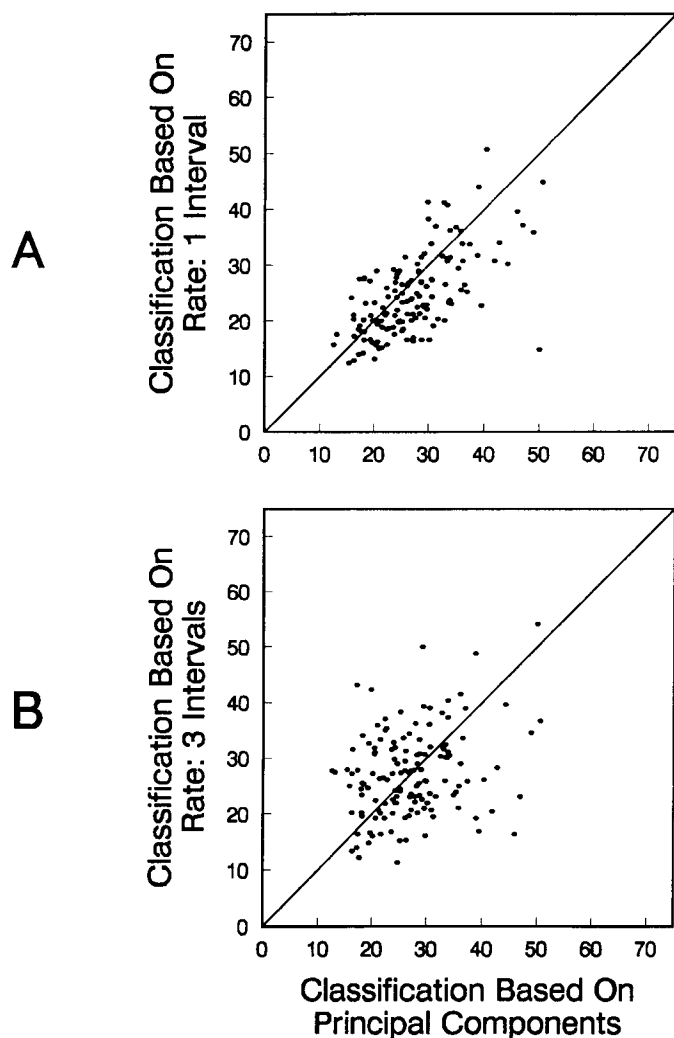 A
Classification Based On
Rate: 1 Interval
70
60
50
40
30
20
10
0
0 10 20 30 40 50 60 70
B
Classification Based On
Rate: 3 Intervals
70
60
50
40
30
20
10
0
0 10 20 30 40 50 60 70
Classification Based On
Principal Components